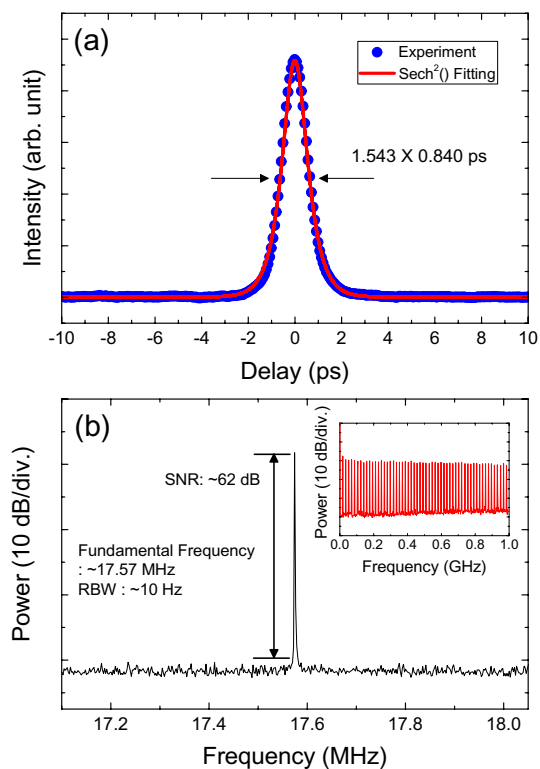 (a)
Experiment
Sech²() Fitting
1.543 X 0.840 ps
Intensity (arb. unit)
-10 -8 -6 -4 -2 0 2 4 6 8 10
Delay (ps)
(b)
SNR: ~62 dB
Fundamental Frequency
: ~17.57 MHz
RBW : ~10 Hz
Power (10 dB/div.)
0.0 0.2 0.4 0.6 0.8 1.0
Frequency (GHz)
Power (10 dB/div.)
17.2 17.4 17.6 17.8 18.0
Frequency (MHz)